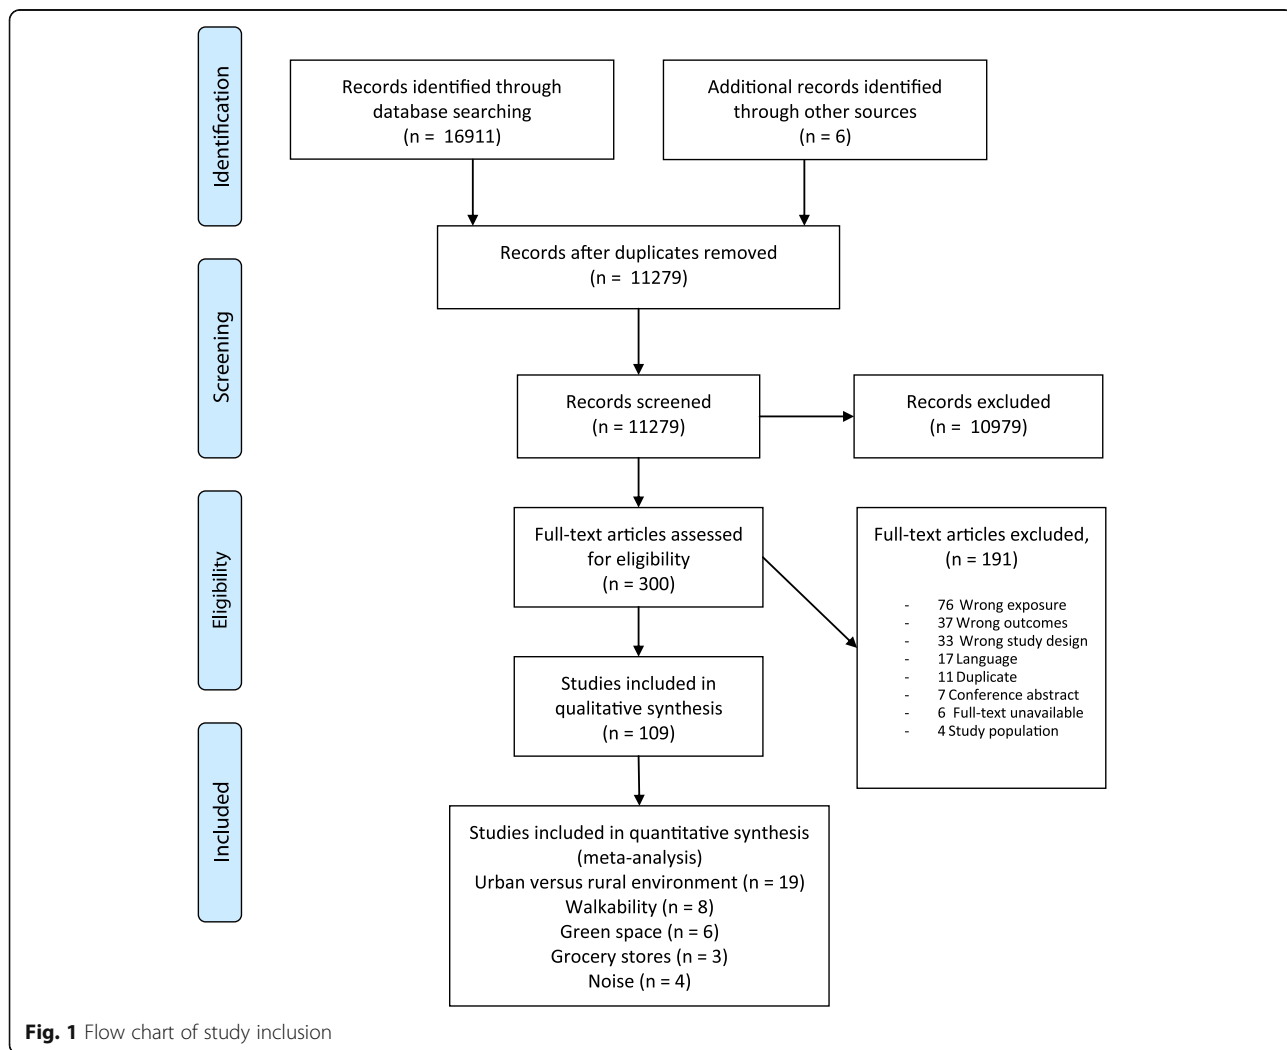 Identification
Records identified through
database searching
(n = 16911)
Additional records identified
through other sources
(n = 6)
Records after duplicates removed
(n = 11279)
Screening
Records screened
(n = 11279)
Records excluded
(n = 10979)
Eligibility
Full-text articles assessed
for eligibility
(n = 300)
Full-text articles excluded,
(n = 191)
- 76 Wrong exposure
- 37 Wrong outcomes
- 33 Wrong study design
- 17 Language
- 11 Duplicate
- 7 Conference abstract
- 6 Full-text unavailable
- 4 Study population
Studies included in
qualitative synthesis
(n = 109)
Included
Studies included in quantitative synthesis
(meta-analysis)
Urban versus rural environment (n = 19)
Walkability (n = 8)
Green space (n = 6)
Grocery stores (n = 3)
Noise (n = 4)
Fig. 1 Flow chart of study inclusion